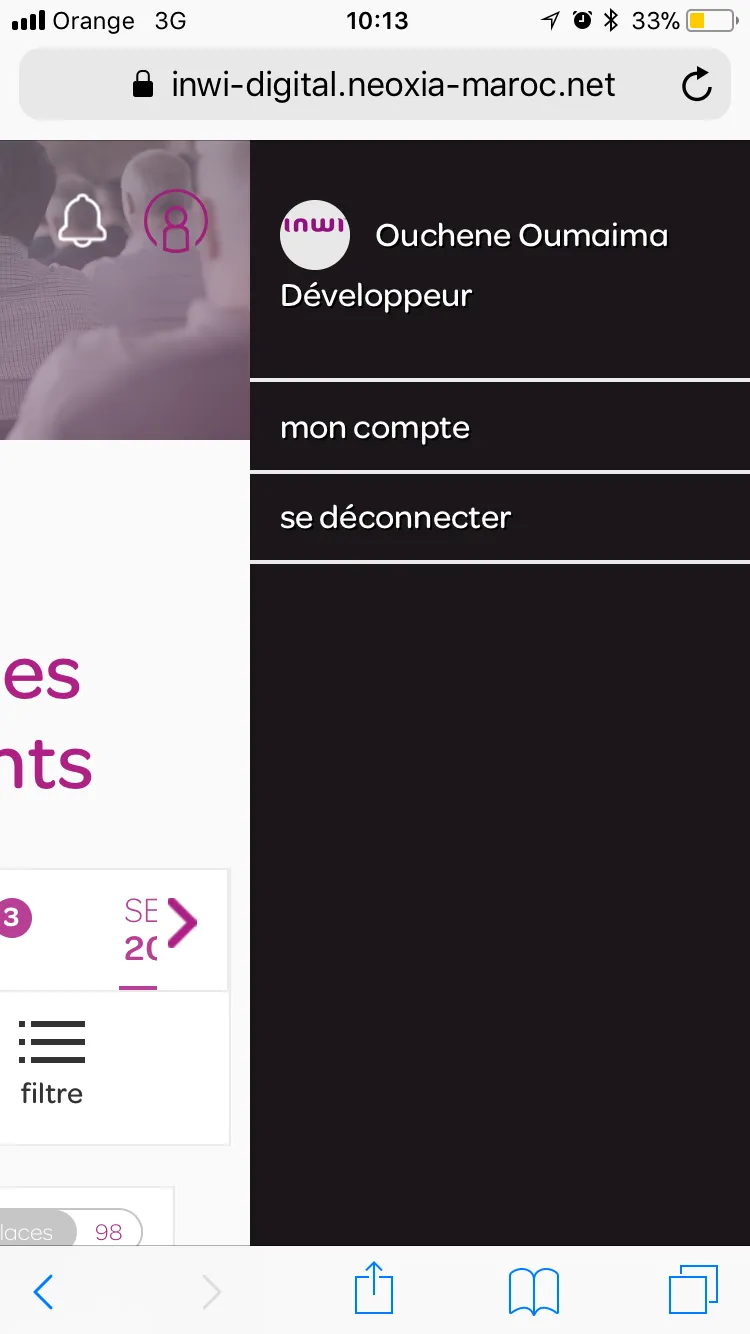 Orange 3G 10:13 33%
inwi-digital.neoxia-maroc.net
inwi Ouchene Oumaima
Développeur
mon compte
se déconnecter
es
nts
3 SE
20
filtre
laces 98